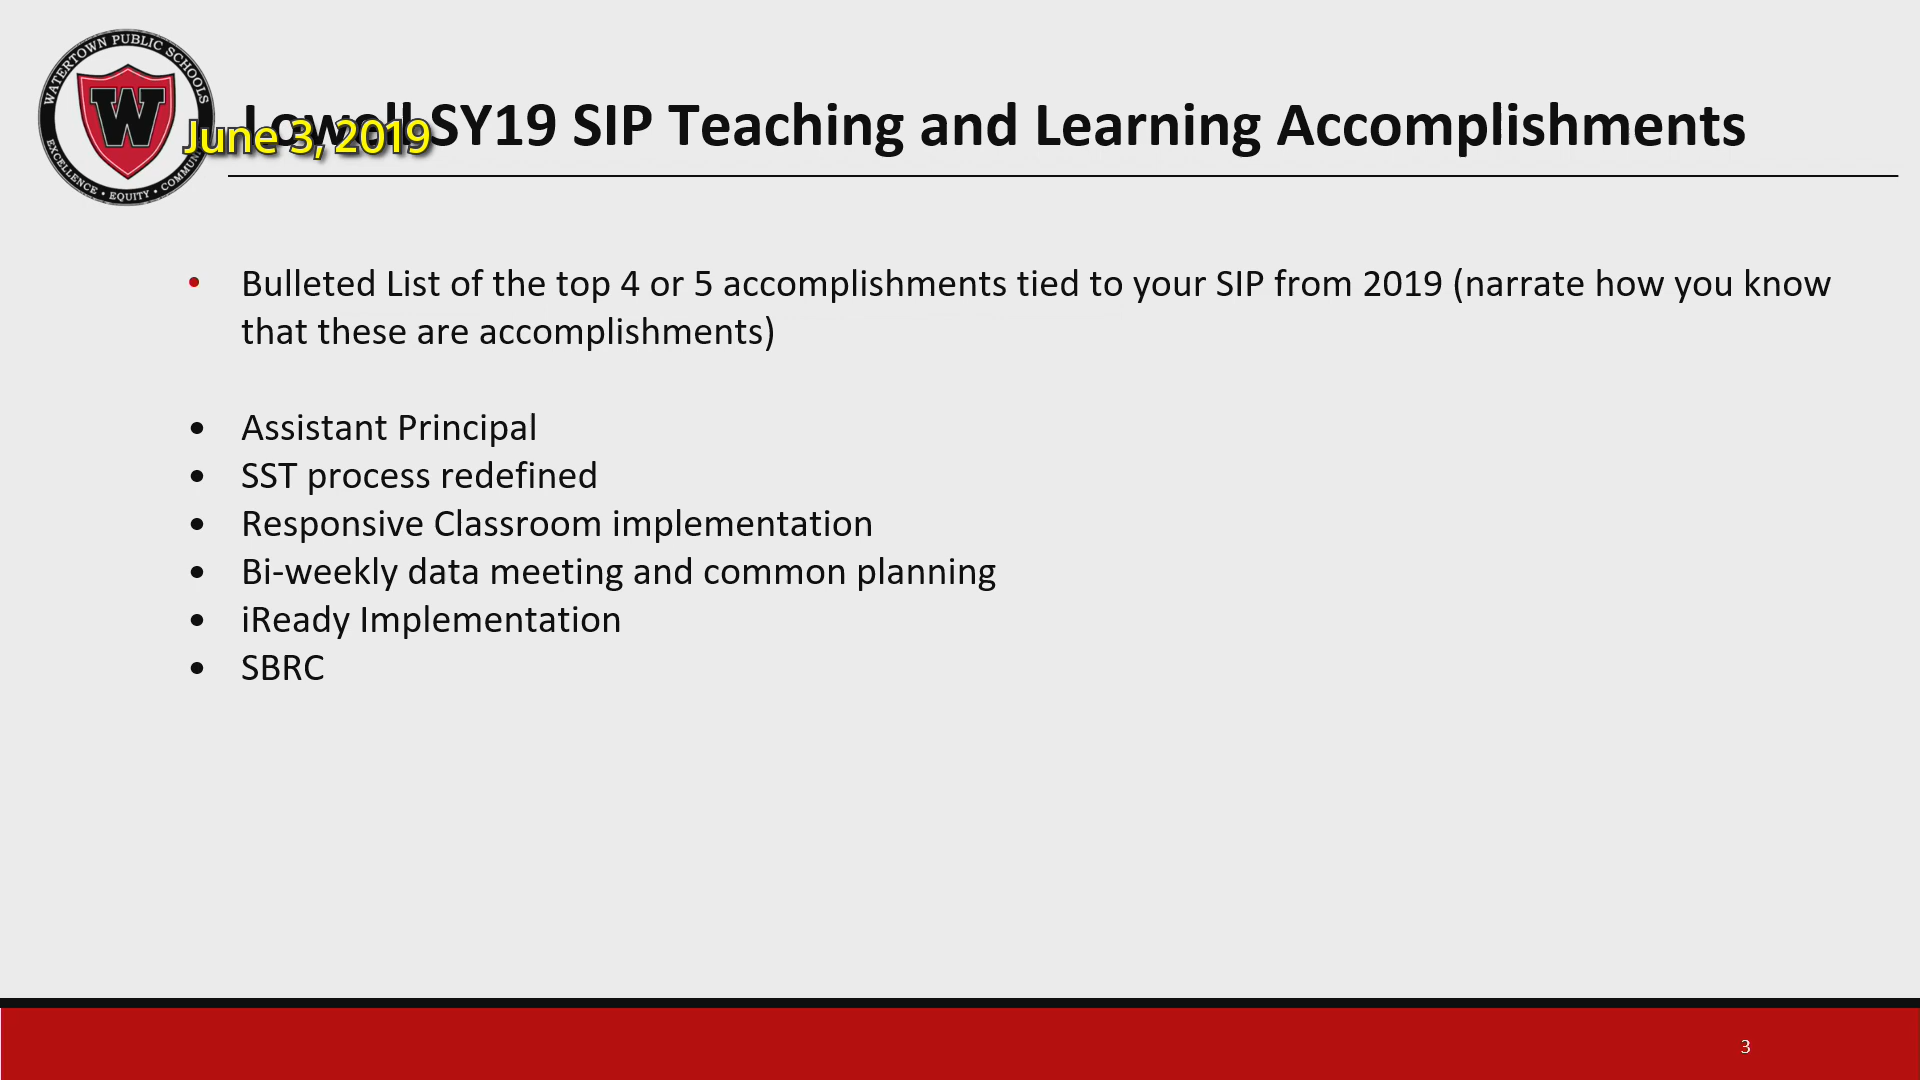 WATERTOWN PUBLIC SCHOOLS
W
EXCELLENCE • EQUITY •
Lowell SY19 SIP Teaching and Learning Accomplishments
June 3, 2019
• Bulleted List of the top 4 or 5 accomplishments tied to your SIP from 2019 (narrate how you know
that these are accomplishments)
• Assistant Principal
• SST process redefined
• Responsive Classroom implementation
• Bi-weekly data meeting and common planning
• iReady Implementation
• SBRC
3